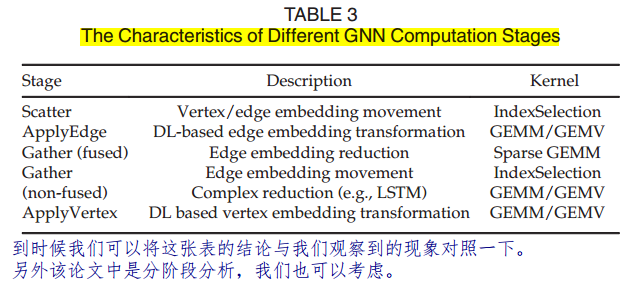 TABLE 3
The Characteristics of Different GNN Computation Stages
Stage Description Kernel
Scatter Vertex/edge embedding movement IndexSelection
ApplyEdge DL-based edge embedding transformation GEMM/GEMV
Gather (fused) Edge embedding reduction Sparse GEMM
Gather Edge embedding movement IndexSelection
(non-fused) Complex reduction (e.g., LSTM) GEMM/GEMV
ApplyVertex DL based vertex embedding transformation GEMM/GEMV
到时候我们可以将这张表的结论与我们观察到的现象对照一下。
另外该论文中是分阶段分析，我们也可以考虑。